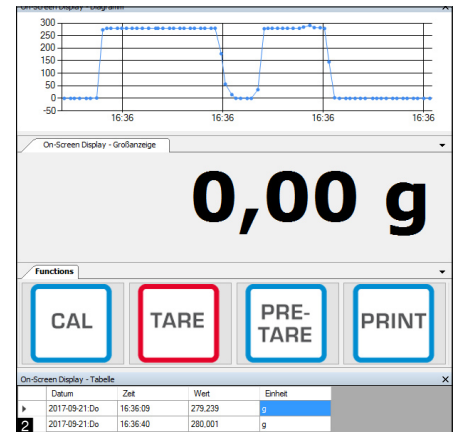 On-Screen Display - Diagramm
300
250
200
150
100
50
0
-50
16:36 16:36 16:36 16:36
On-Screen Display - Großanzeige
0,00 g
Functions
CAL TARE PRE-TARE PRINT
On-Screen Display - Tabelle
Datum Zeit Wert Einheit
2017-09-21:Do 16:36:09 279,239 g
2 2017-09-21:Do 16:36:40 280,001 g